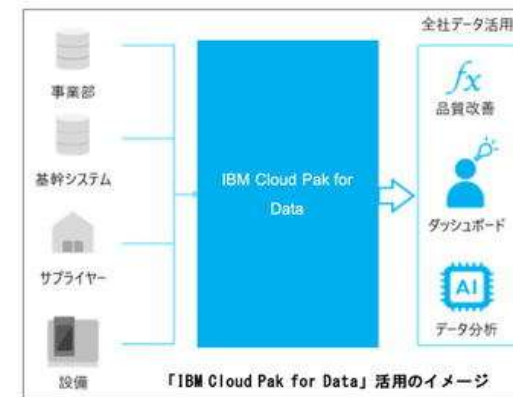 全社データ活用
事業部
基幹システム
サプライヤー
設備
IBM Cloud Pak for
Data
fx
品質改善
ダッシュボード
AI
データ分析
「IBM Cloud Pak for Data」活用のイメージ